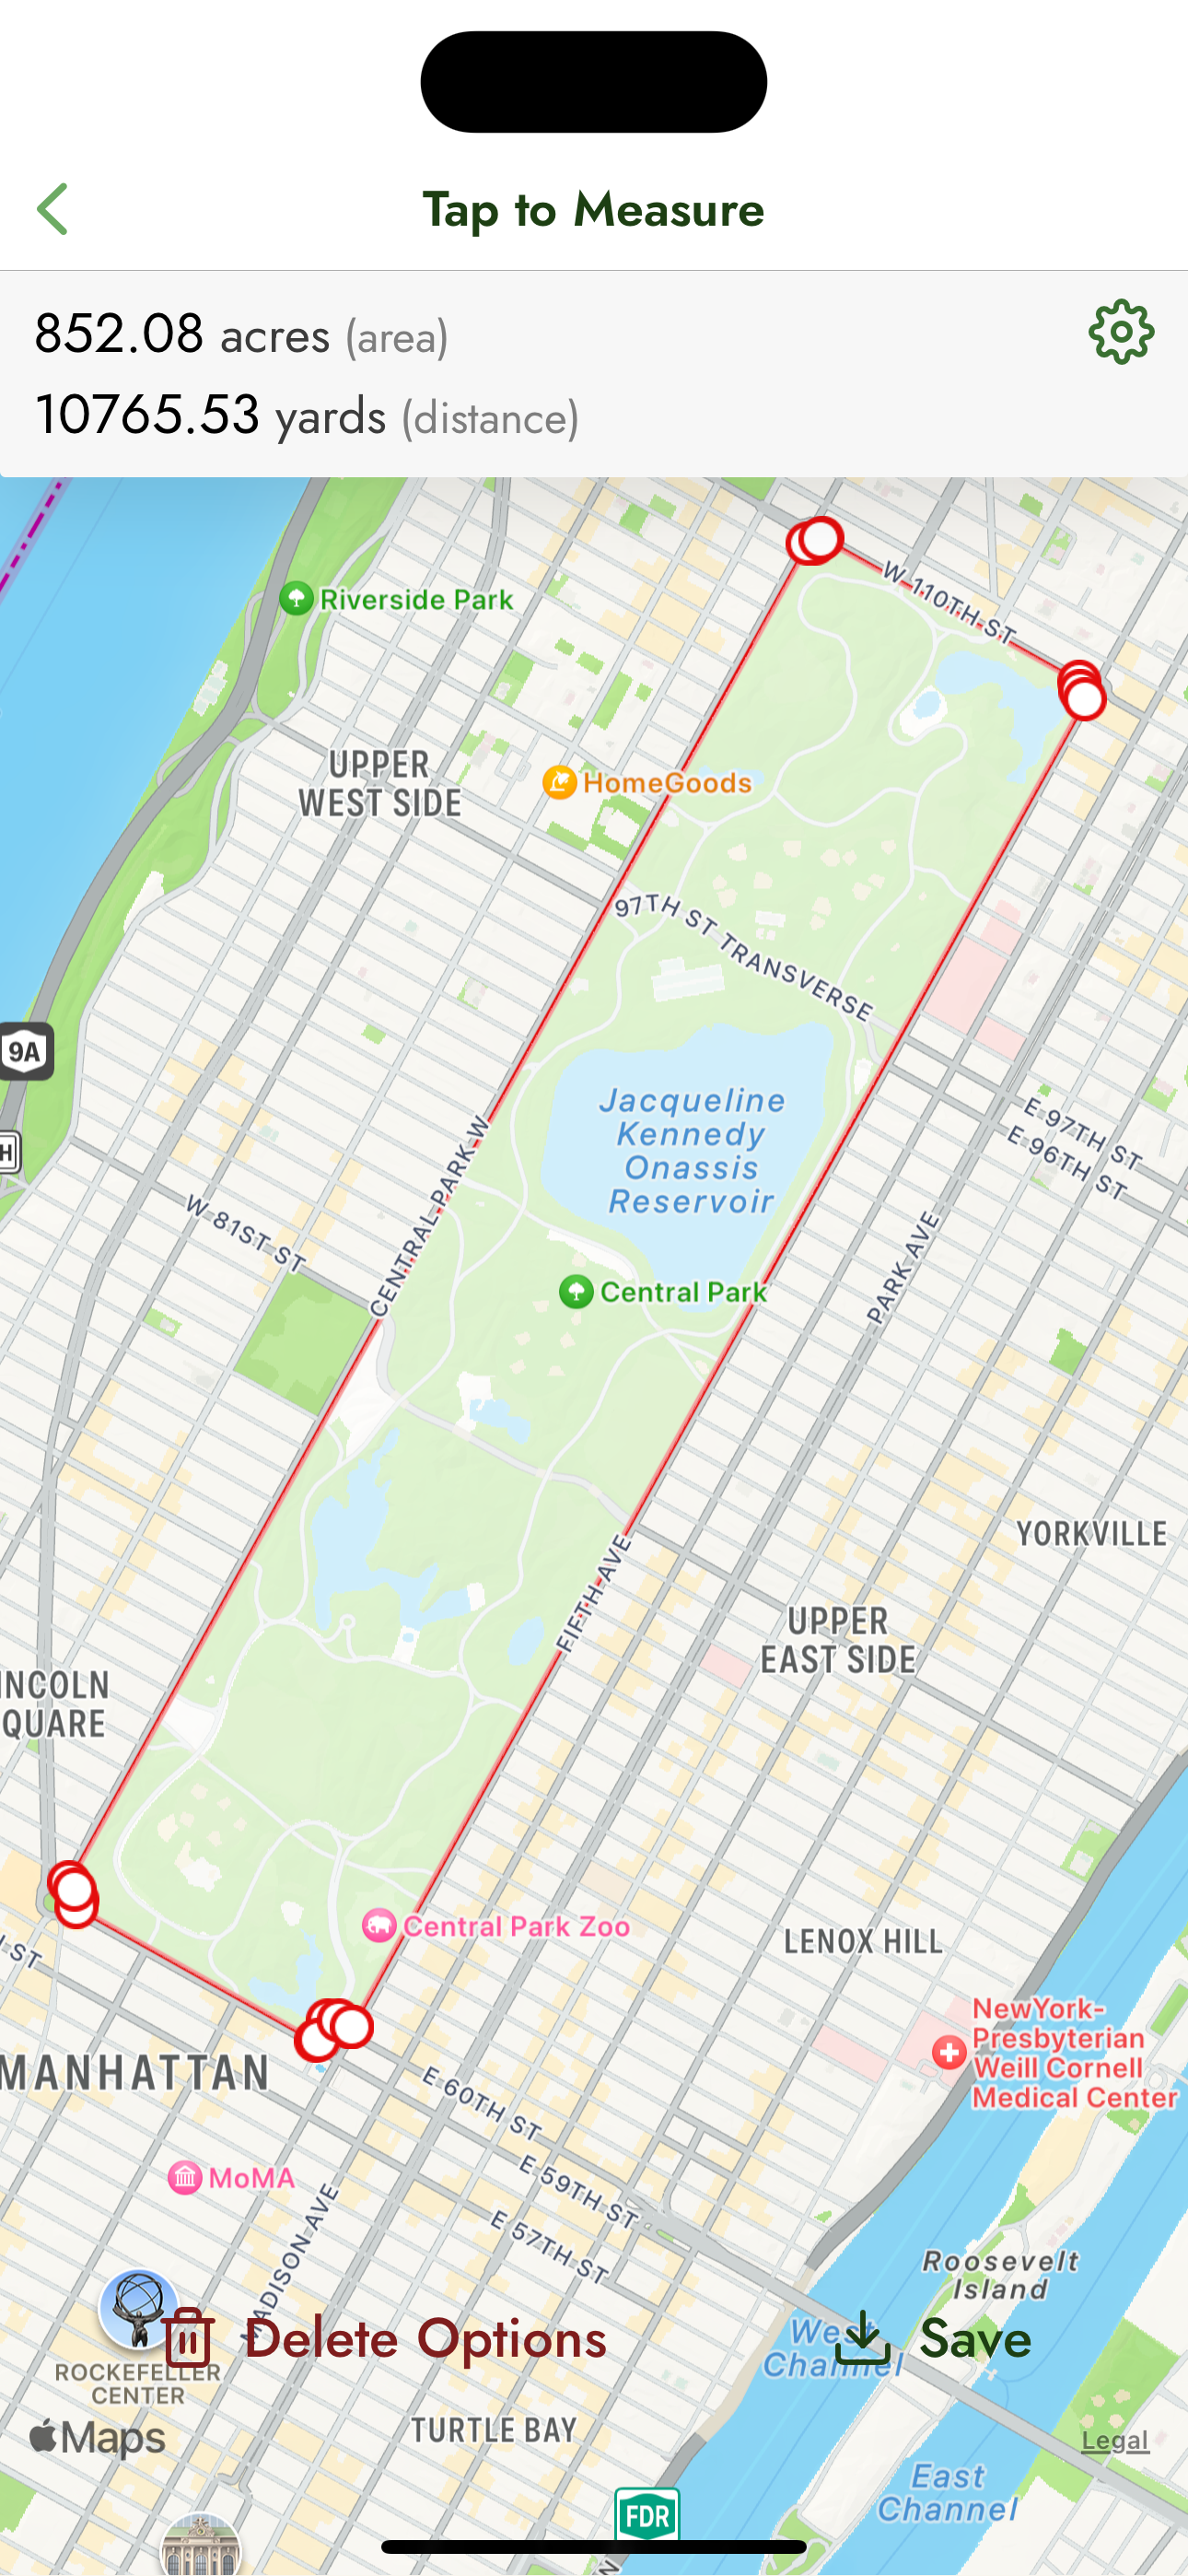 Tap to Measure
852.08 acres (area)
10765.53 yards (distance)
W 110TH ST
Riverside Park
UPPER
WEST SIDE
HomeGoods
97TH ST TRANSVERSE
9A
Jacqueline
Kennedy
Onassis
Reservoir
E 97TH ST
E 96TH ST
H
CENTRAL PARK W
W 81ST ST
PARK AVE
Central Park
YORKVILLE
FIFTH AVE
UPPER
EAST SIDE
INCOLN
QUARE
Central Park Zoo
LENOX HILL
ST
NewYork-
Presbyterian
Weill Cornell
Medical Center
MANHATTAN
E 60TH ST
MoMA
E 59TH ST
E 57TH ST
MADISON AVE
Roosevelt
Island
Delete Options
Save
West
Channel
ROCKEFELLER
CENTER
Maps
TURTLE BAY
Legal
East
Channel
FDR
N